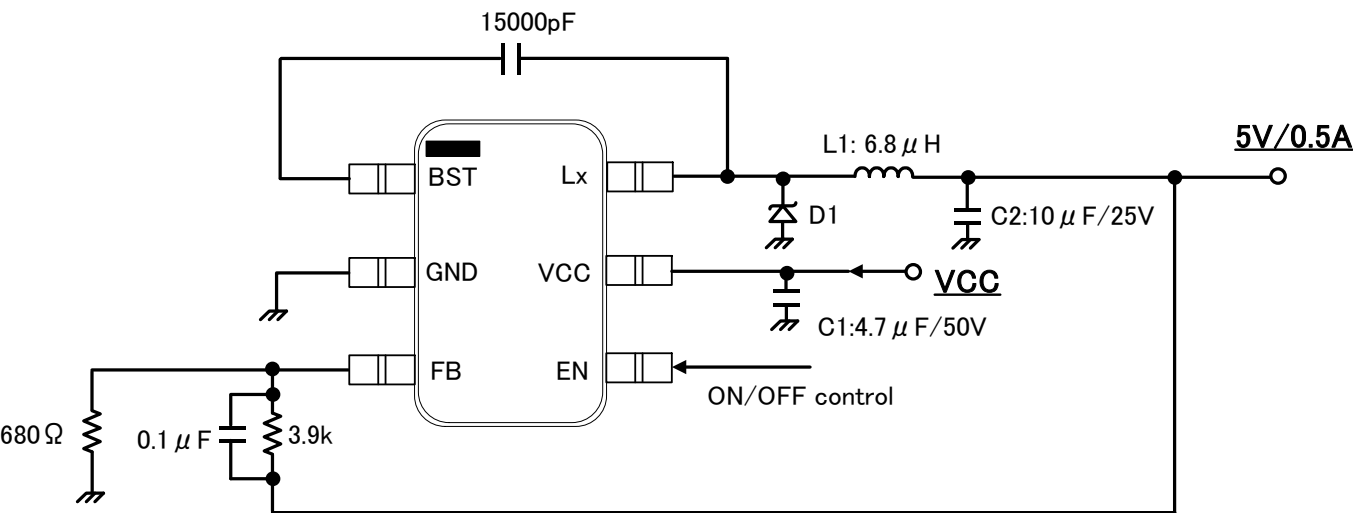 15000pF
5V/0.5A
L1: 6.8μH
BST
Lx
D1
C2:10μF/25V
GND
VCC
VCC
C1:4.7μF/50V
FB
EN
ON/OFF control
680Ω
0.1μF
3.9k